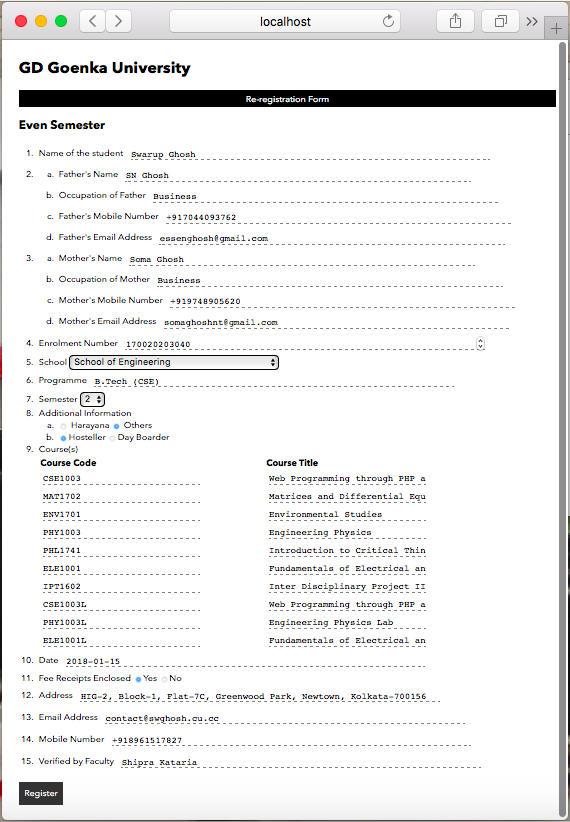 localhost
GD Goenka University
Re-registration Form
Even Semester
1. Name of the student Swarup Ghosh
2. a. Father's Name SN Ghosh
b. Occupation of Father Business
c. Father's Mobile Number +917044093762
d. Father's Email Address essenghosh@gmail.com
3. a. Mother's Name Soma Ghosh
b. Occupation of Mother Business
c. Mother's Mobile Number +919748905620
d. Mother's Email Address somaghoshnt@gmail.com
4. Enrolment Number 170020203040
5. School School of Engineering
6. Programme B.Tech (CSE)
7. Semester 2
8. Additional Information
a. Harayana Others
b. Hosteller Day Boarder
9. Course(s)
Course Code Course Title
CSE1003 Web Programming through PHP a
MAT1702 Matrices and Differential Equ
ENV1701 Environmental Studies
PHY1003 Engineering Physics
PHL1741 Introduction to Critical Thin
ELE1001 Fundamentals of Electrical an
IPT1602 Inter Disciplinary Project II
CSE1003L Web Programming through PHP a
PHY1003L Engineering Physics Lab
ELE1001L Fundamentals of Electrical an
10. Date 2018-01-15
11. Fee Receipts Enclosed Yes No
12. Address HIG-2, Block-1, Flat-7C, Greenwood Park, Newtown, Kolkata-700156
13. Email Address contact@swghosh.cu.cc
14. Mobile Number +918961517827
15. Verified by Faculty Shipra Kataria
Register